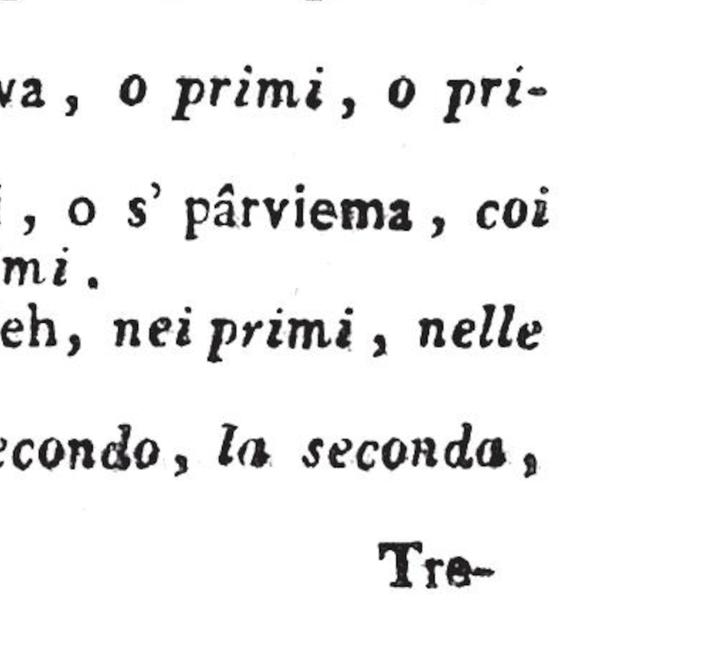 va, o primi, o pri-
, o s' pârviema, coi
mi.
eh, nei primi, nelle
econdo, la seconda,
Tre-